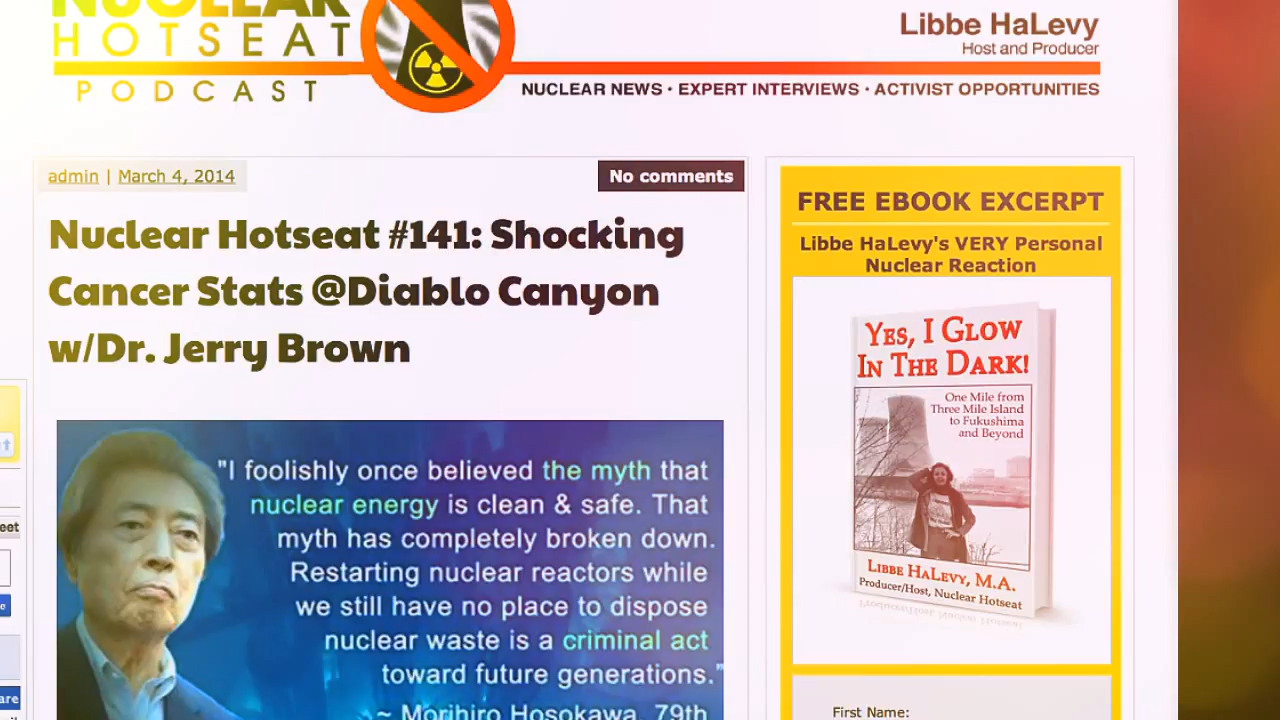 NUCLEAR
HOTSEAT
PODCAST
Libbe HaLevy
Host and Producer
NUCLEAR NEWS · EXPERT INTERVIEWS · ACTIVIST OPPORTUNITIES
admin | March 4, 2014
No comments
Nuclear Hotseat #141: Shocking
Cancer Stats @Diablo Canyon
w/Dr. Jerry Brown
"I foolishly once believed the myth that
nuclear energy is clean & safe. That
myth has completely broken down.
Restarting nuclear reactors while
we still have no place to dispose
nuclear waste is a criminal act
toward future generations."
~ Morihiro Hosokawa, 79th
FREE EBOOK EXCERPT
Libbe HaLevy's VERY Personal
Nuclear Reaction
YES, I GLOW
IN THE DARK!
One Mile from
Three Mile Island
to Fukushima
and Beyond
LIBBE HALEVY, M.A.
Producer/Host, Nuclear Hotseat
First Name: